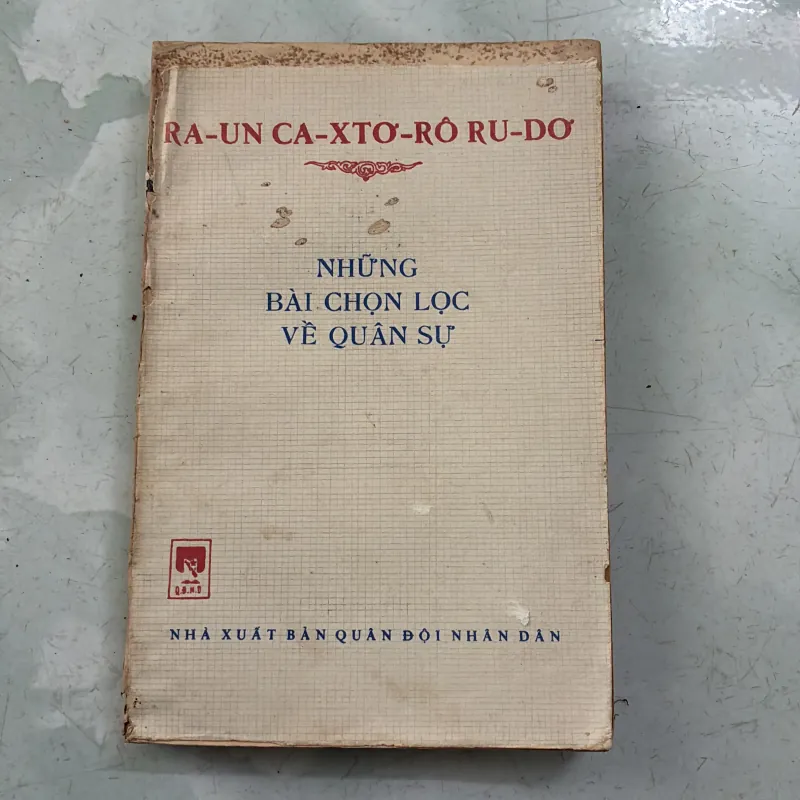 RA-UN CA-XTƠ-RÔ RU-DƠ
NHỮNG
BÀI CHỌN LỌC
VỀ QUÂN SỰ
Q.Đ.N.D
NHÀ XUẤT BẢN QUÂN ĐỘI NHÂN DÂN